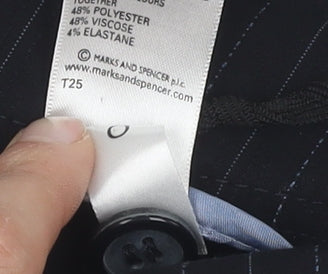 TOGETHER
48% POLYESTER
48% VISCOSE
4% ELASTANE
© MARKS AND SPENCER p.l.c.
www.marksandspencer.com
T25